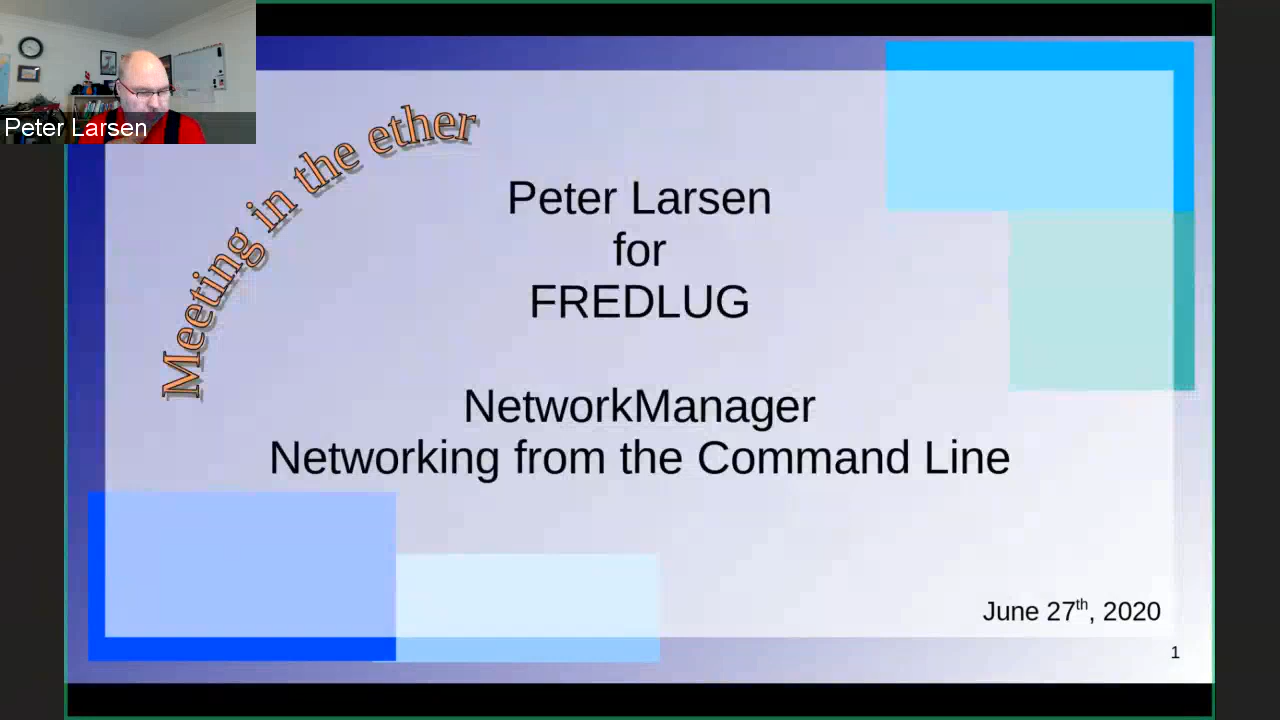 Peter Larsen
Meeting in the ether
Peter Larsen
for
FREDLUG
NetworkManager
Networking from the Command Line
June 27th, 2020
1